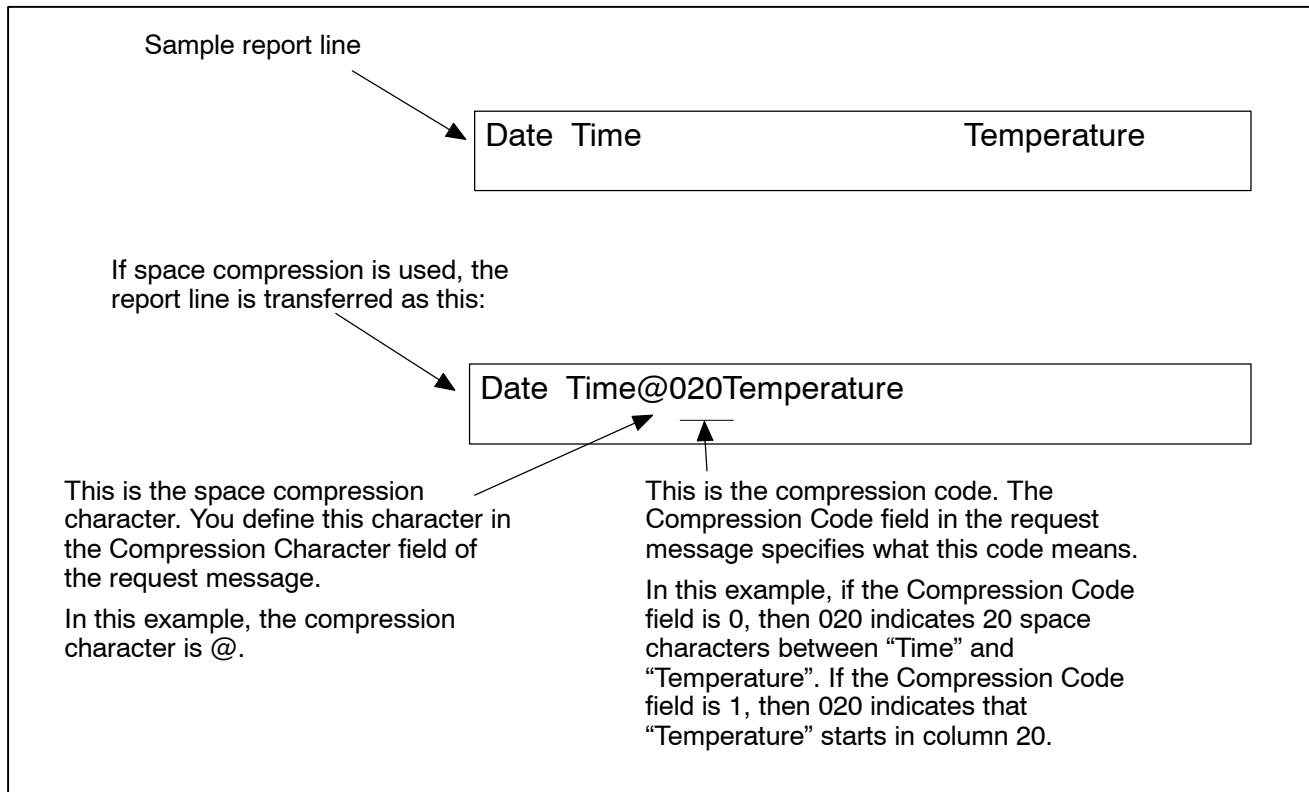 Sample report line
Date  Time                    Temperature
If space compression is used, the
report line is transferred as this:
Date  Time@020Temperature
This is the space compression
character. You define this character in
the Compression Character field of
the request message.
In this example, the compression
character is @.
This is the compression code. The
Compression Code field in the request
message specifies what this code means.
In this example, if the Compression Code
field is 0, then 020 indicates 20 space
characters between “Time” and
“Temperature”. If the Compression Code
field is 1, then 020 indicates that
“Temperature” starts in column 20.